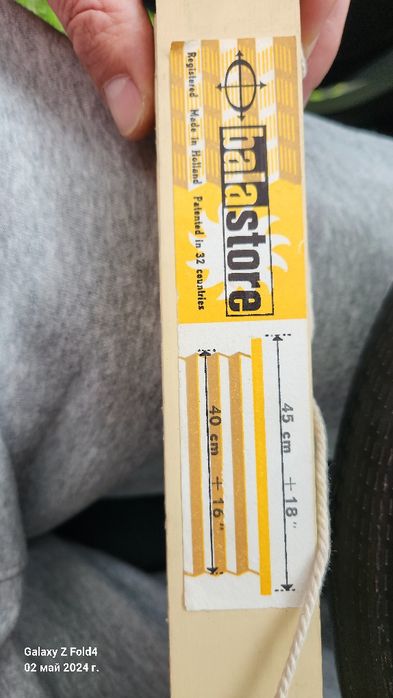 balastore
Registered Made in Holland Patented in 32 countries
45 cm + 18"
40 cm + 16"
Galaxy Z Fold4
02 май 2024 г.